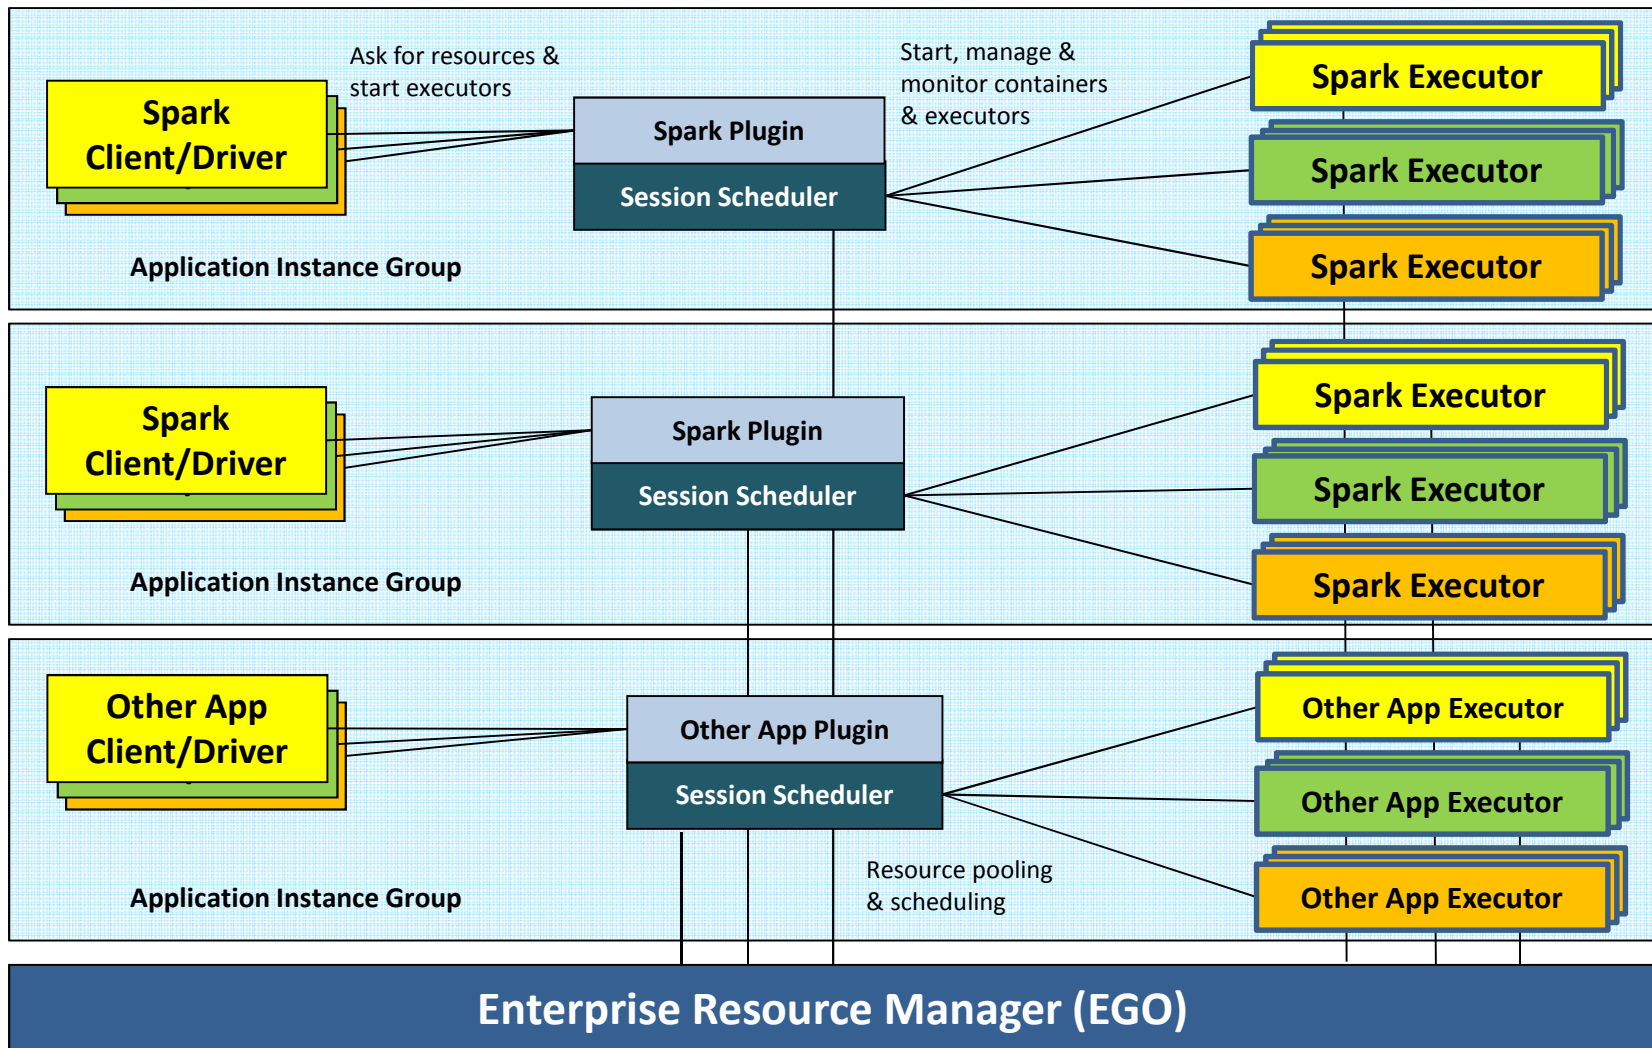 Ask for resources &
start executors
Start, manage &
monitor containers
& executors
Spark
Client/Driver
Spark Plugin
Session Scheduler
Spark Executor
Spark Executor
Spark Executor
Application Instance Group
Spark
Client/Driver
Spark Plugin
Session Scheduler
Spark Executor
Spark Executor
Spark Executor
Application Instance Group
Other App
Client/Driver
Other App Plugin
Session Scheduler
Other App Executor
Other App Executor
Other App Executor
Resource pooling
& scheduling
Application Instance Group
Enterprise Resource Manager (EGO)